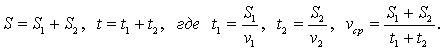 S = S₁ + S₂, t = t₁ + t₂, где t₁ = S₁/v₁, t₂ = S₂/v₂, v_ср = (S₁ + S₂)/(t₁ + t₂).